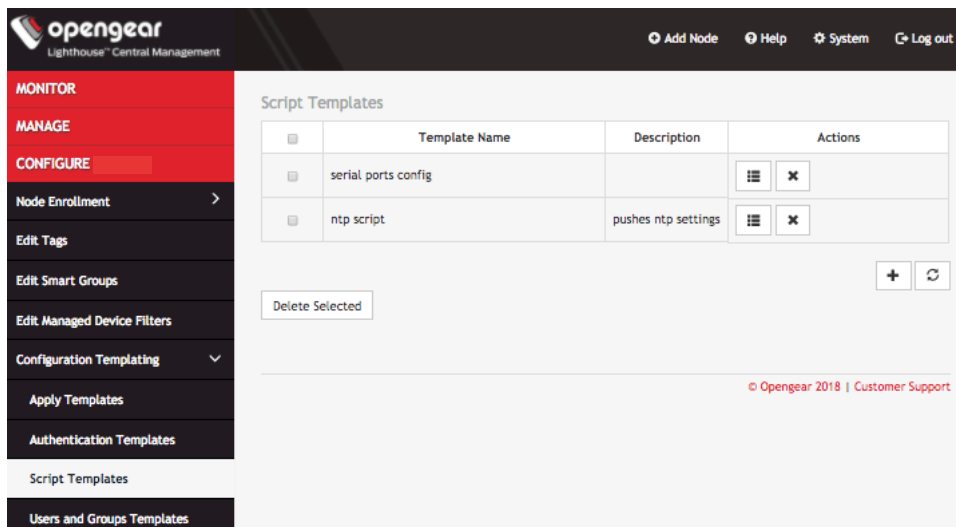 opengear
Lighthouse™ Central Management
Add Node Help System Log out
MONITOR
MANAGE
CONFIGURE
Node Enrollment
Edit Tags
Edit Smart Groups
Edit Managed Device Filters
Configuration Templating
Apply Templates
Authentication Templates
Script Templates
Users and Groups Templates
Script Templates
Template Name Description Actions
serial ports config
ntp script pushes ntp settings
Delete Selected
© Opengear 2018 | Customer Support